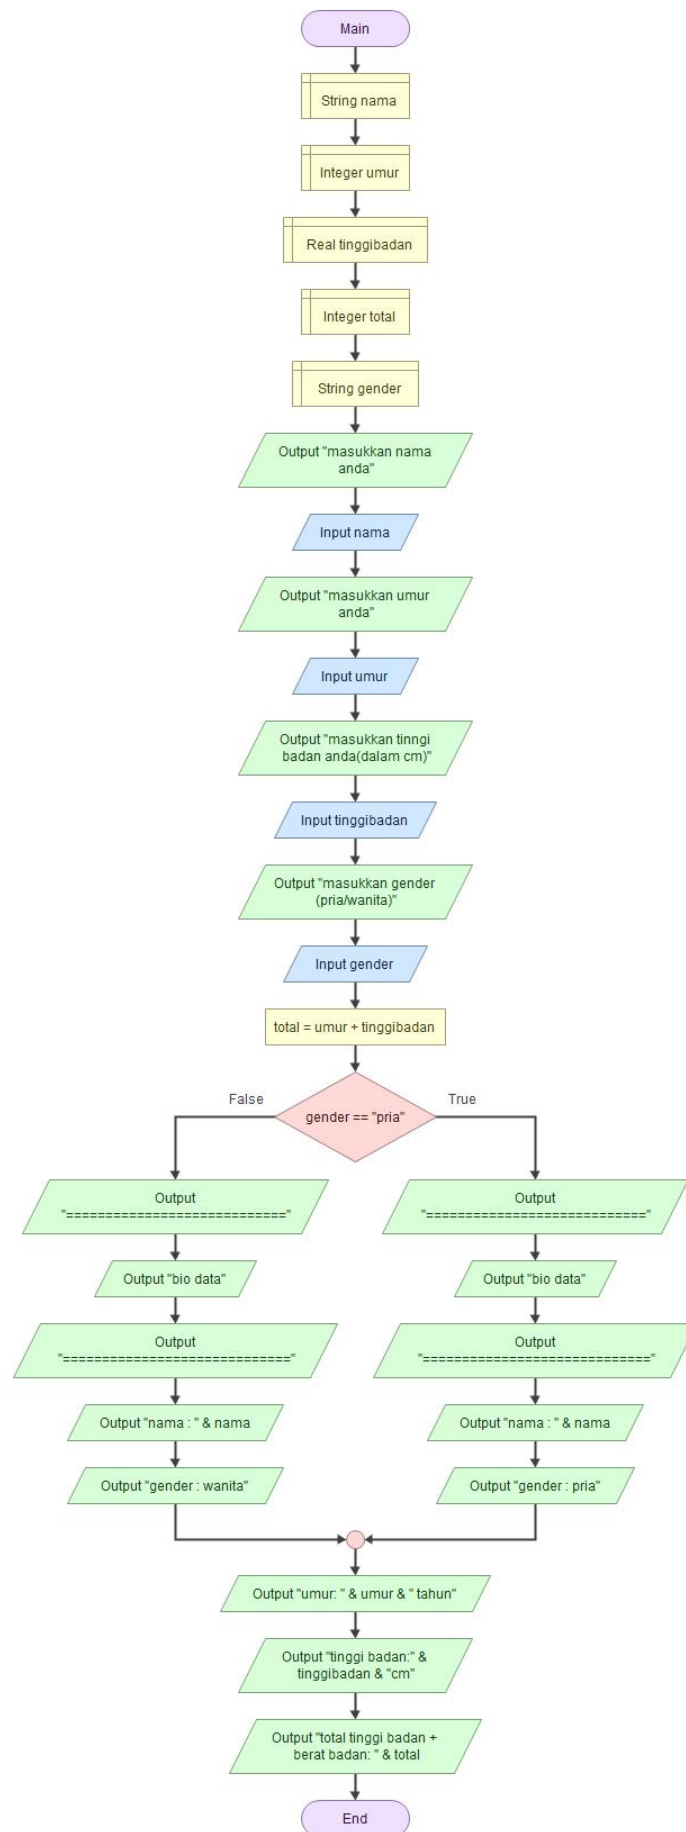 Main
String nama
Integer umur
Real tinggibadan
Integer total
String gender
Output "masukkan nama
anda"
Input nama
Output "masukkan umur
anda"
Input umur
Output "masukkan tinngi
badan anda(dalam cm)"
Input tinggibadan
Output "masukkan gender
(pria/wanita)"
Input gender
total = umur + tinggibadan
gender == "pria"
False
True
Output
"============================"
Output "bio data"
Output
"============================="
Output "nama : " & nama
Output "gender : wanita"
Output
"============================"
Output "bio data"
Output
"============================="
Output "nama : " & nama
Output "gender : pria"
Output "umur: " & umur & " tahun"
Output "tinggi badan:" &
tinggibadan & "cm"
Output "total tinggi badan +
berat badan: " & total
End